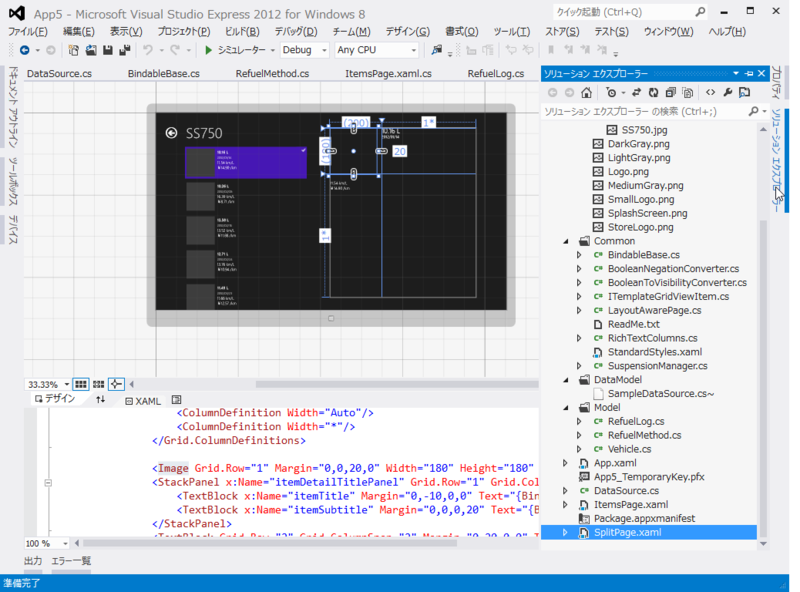 App5 - Microsoft Visual Studio Express 2012 for Windows 8
クイック起動 (Ctrl+Q)
ファイル(F) 編集(E) 表示(V) プロジェクト(P) ビルド(B) デバッグ(D) チーム(M) デザイン(G) 書式(O) ツール(T) ストア(S) テスト(S) ウィンドウ(W) ヘルプ(H)
シミュレーター Debug Any CPU
DataSource.cs BindableBase.cs RefuelMethod.cs ItemsPage.xaml.cs RefuelLog.cs
ドキュメント アウトライン
ツールボックス
デバイス
SS750
(200)
1*
20
1*
33.33%
デザイン
XAML
<ColumnDefinition Width="Auto"/>
<ColumnDefinition Width="*"/>
</Grid.ColumnDefinitions>
<Image Grid.Row="1" Margin="0,0,20,0" Width="180" Height="180"
<StackPanel x:Name="itemDetailTitlePanel" Grid.Row="1" Grid.Col
<TextBlock x:Name="itemTitle" Margin="0,-10,0,0" Text="{Bin
<TextBlock x:Name="itemSubtitle" Margin="0,0,0,20" Text="{B
</StackPanel>
100 %
出力 エラー一覧
準備完了
ソリューション エクスプローラー
ソリューション エクスプローラー の検索 (Ctrl+;)
SS750.jpg
DarkGray.png
LightGray.png
Logo.png
MediumGray.png
SmallLogo.png
SplashScreen.png
StoreLogo.png
Common
BindableBase.cs
BooleanNegationConverter.cs
BooleanToVisibilityConverter.cs
ITemplateGridViewItem.cs
LayoutAwarePage.cs
ReadMe.txt
RichTextColumns.cs
StandardStyles.xaml
SuspensionManager.cs
DataModel
SampleDataSource.cs~
Model
RefuelLog.cs
RefuelMethod.cs
Vehicle.cs
App.xaml
App5_TemporaryKey.pfx
DataSource.cs
ItemsPage.xaml
Package.appxmanifest
SplitPage.xaml
プロパティ
ソリューション エクスプローラー